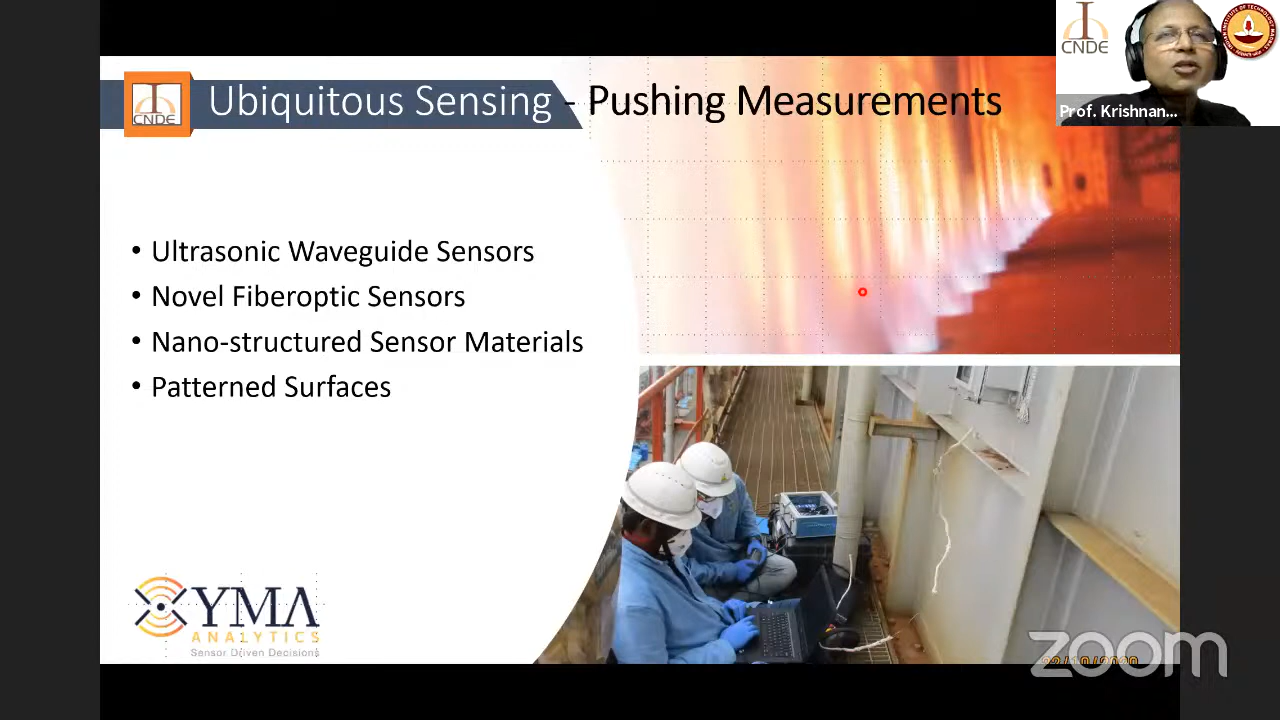 CNDE
Prof. Krishnan...
CNDE
Ubiquitous Sensing - Pushing Measurements
• Ultrasonic Waveguide Sensors
• Novel Fiberoptic Sensors
• Nano-structured Sensor Materials
• Patterned Surfaces
XYMA
ANALYTICS
Sensor Driven Decisions
zoom